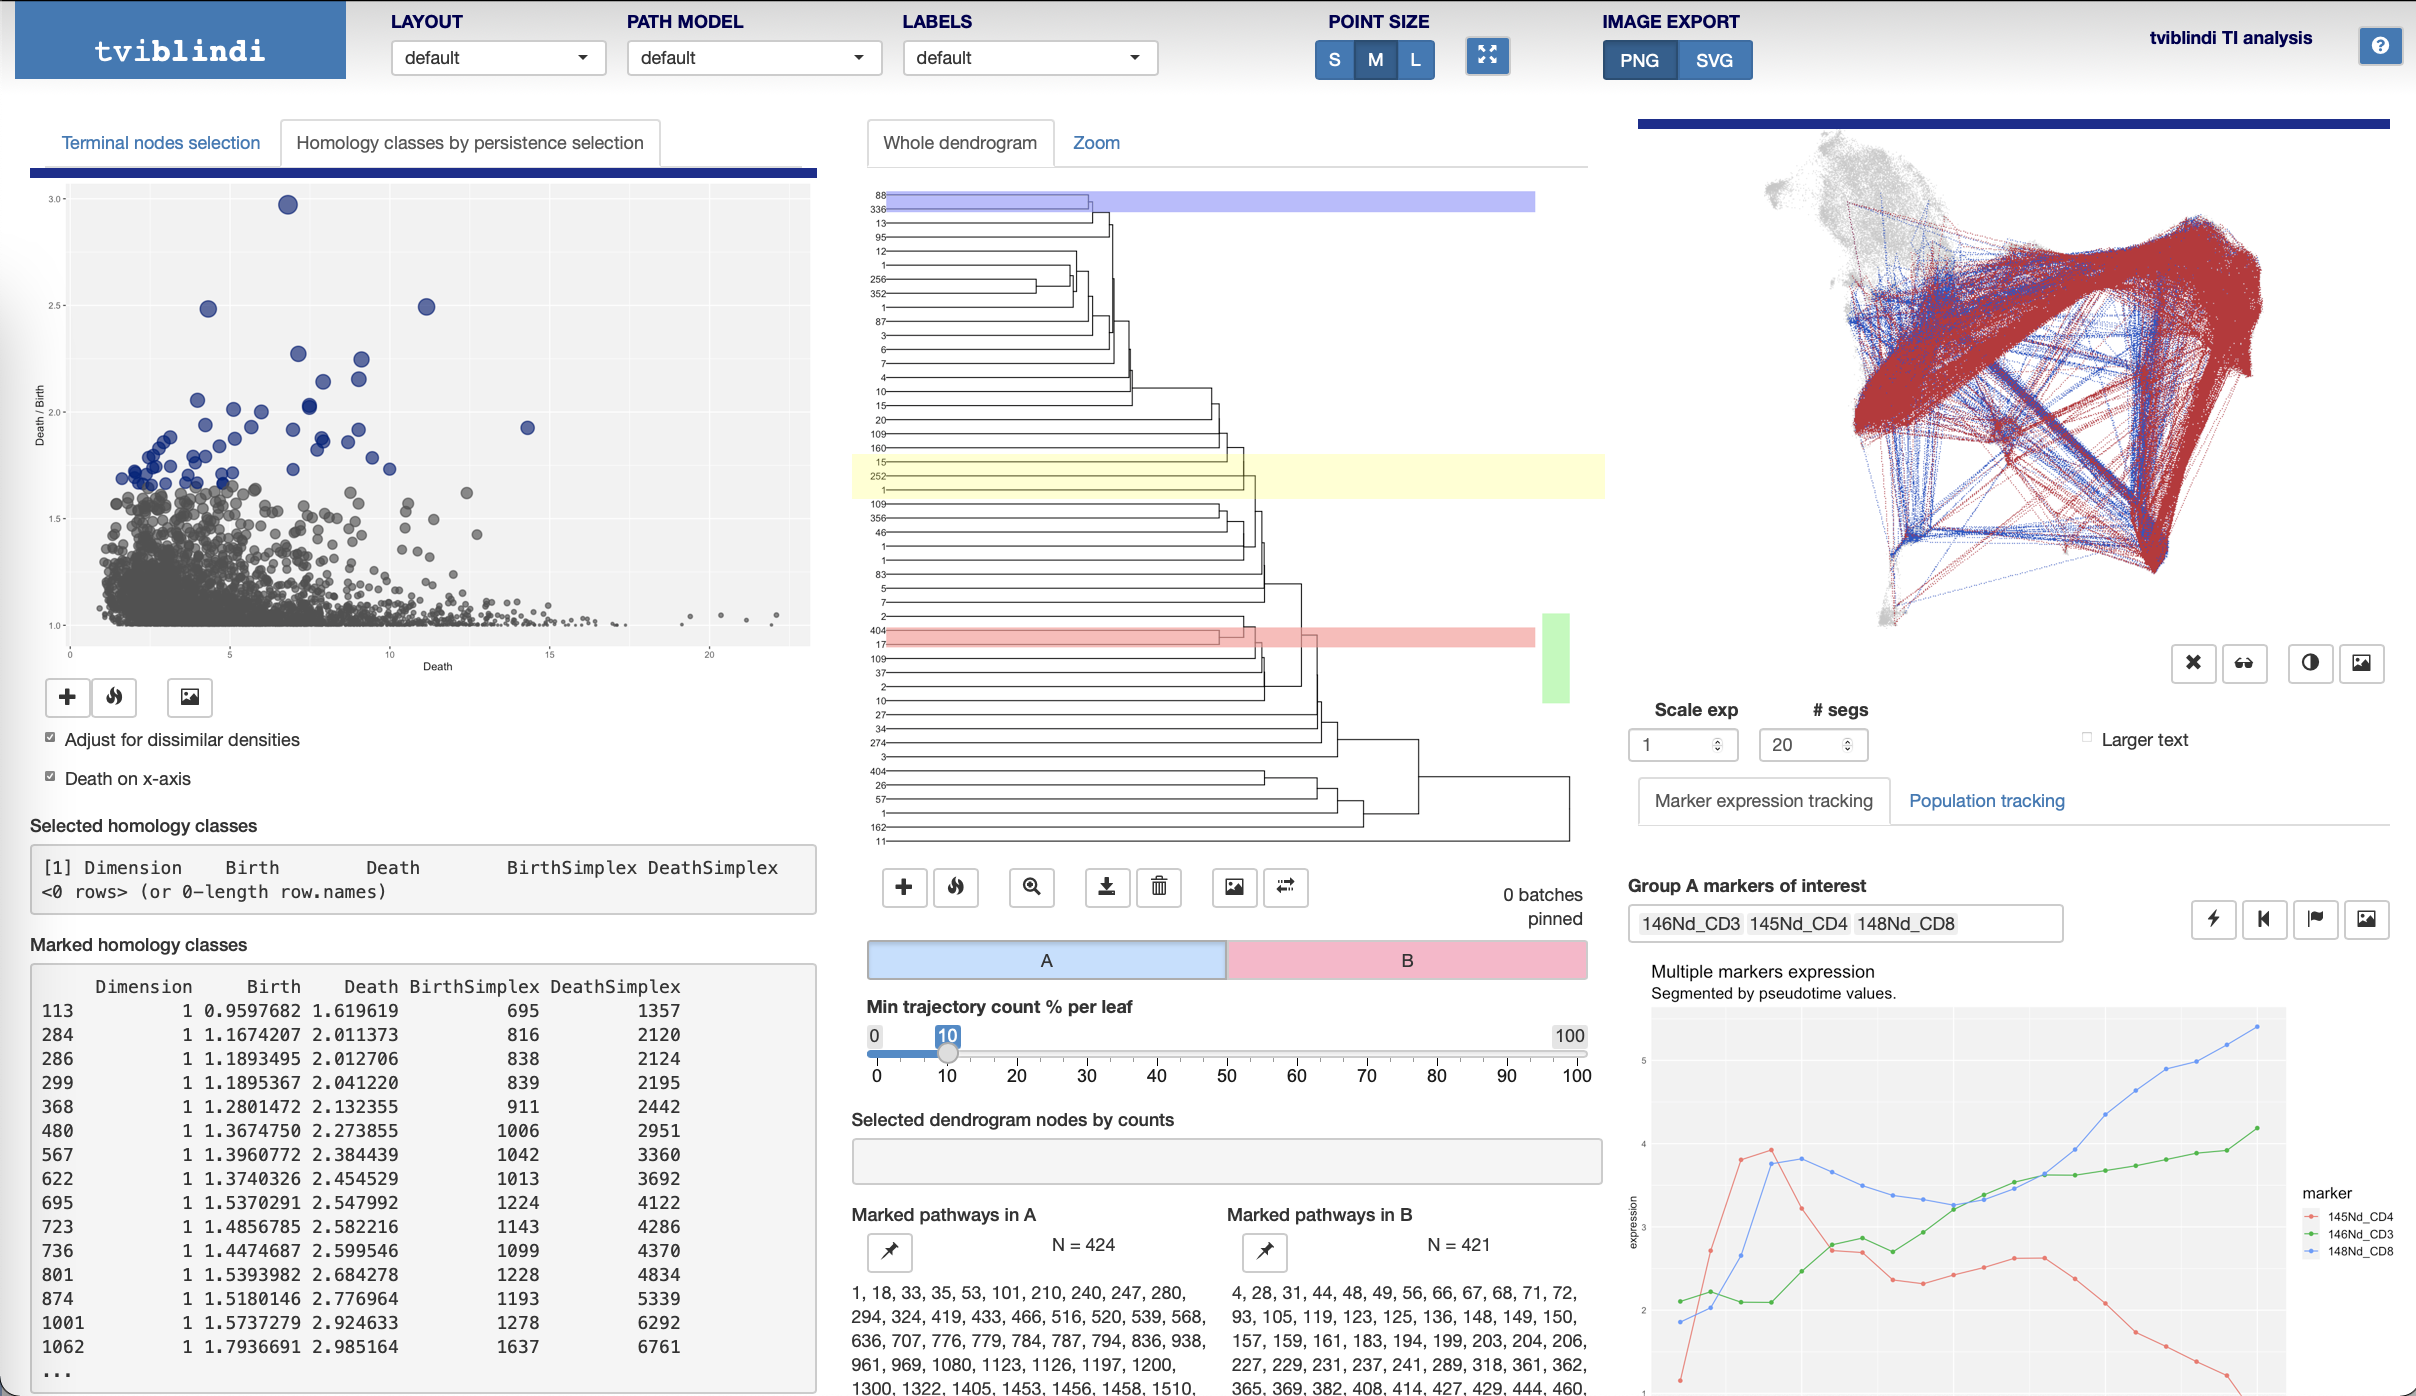 tviblindi
LAYOUT
default
PATH MODEL
default
LABELS
default
POINT SIZE
S M L
IMAGE EXPORT
PNG SVG
tviblindi TI analysis
Terminal nodes selection
Homology classes by persistence selection
3.0
2.5
2.0
1.5
1.0
Death / Birth
0 5 10 15 20
Death
Adjust for dissimilar densities
Death on x-axis
Selected homology classes
[1] Dimension Birth Death BirthSimplex DeathSimplex
<0 rows> (or 0-length row.names)
Marked homology classes
Dimension Birth Death BirthSimplex DeathSimplex
113 1 0.9597682 1.619619 695 1357
284 1 1.1674207 2.011373 816 2120
286 1 1.1893495 2.012706 838 2124
299 1 1.1895367 2.041220 839 2195
368 1 1.2801472 2.132355 911 2442
480 1 1.3674750 2.273855 1006 2951
567 1 1.3960772 2.384439 1042 3360
622 1 1.3740326 2.454529 1013 3692
695 1 1.5370291 2.547992 1224 4122
723 1 1.4856785 2.582216 1143 4286
736 1 1.4474687 2.599546 1099 4370
801 1 1.5393982 2.684278 1228 4834
874 1 1.5180146 2.776964 1193 5339
1001 1 1.5737279 2.924633 1278 6292
1062 1 1.7936691 2.985164 1637 6761
...
Whole dendrogram
Zoom
88
336
13
95
12
1
256
352
1
87
3
6
7
4
10
15
20
109
160
15
252
1
109
356
46
1
1
83
5
7
2
404
17
109
37
2
10
27
34
274
3
404
26
57
1
162
11
0 batches
pinned
A
B
Min trajectory count % per leaf
0 10 100
0 10 20 30 40 50 60 70 80 90 100
Selected dendrogram nodes by counts
Marked pathways in A
N = 424
1, 18, 33, 35, 53, 101, 210, 240, 247, 280,
294, 324, 419, 433, 466, 516, 520, 539, 568,
636, 707, 776, 779, 784, 787, 794, 836, 938,
961, 969, 1080, 1123, 1126, 1197, 1200,
1300, 1322, 1405, 1453, 1456, 1458, 1510,
Marked pathways in B
N = 421
4, 28, 31, 44, 48, 49, 56, 66, 67, 68, 71, 72,
93, 105, 119, 123, 125, 136, 148, 149, 150,
157, 159, 161, 183, 194, 199, 203, 204, 206,
227, 229, 231, 237, 241, 289, 318, 361, 362,
365, 369, 382, 408, 414, 427, 429, 444, 460,
Scale exp
1
# segs
20
Larger text
Marker expression tracking
Population tracking
Group A markers of interest
146Nd_CD3 145Nd_CD4 148Nd_CD8
Multiple markers expression
Segmented by pseudotime values.
5
4
3
2
1
expression
marker
145Nd_CD4
146Nd_CD3
148Nd_CD8